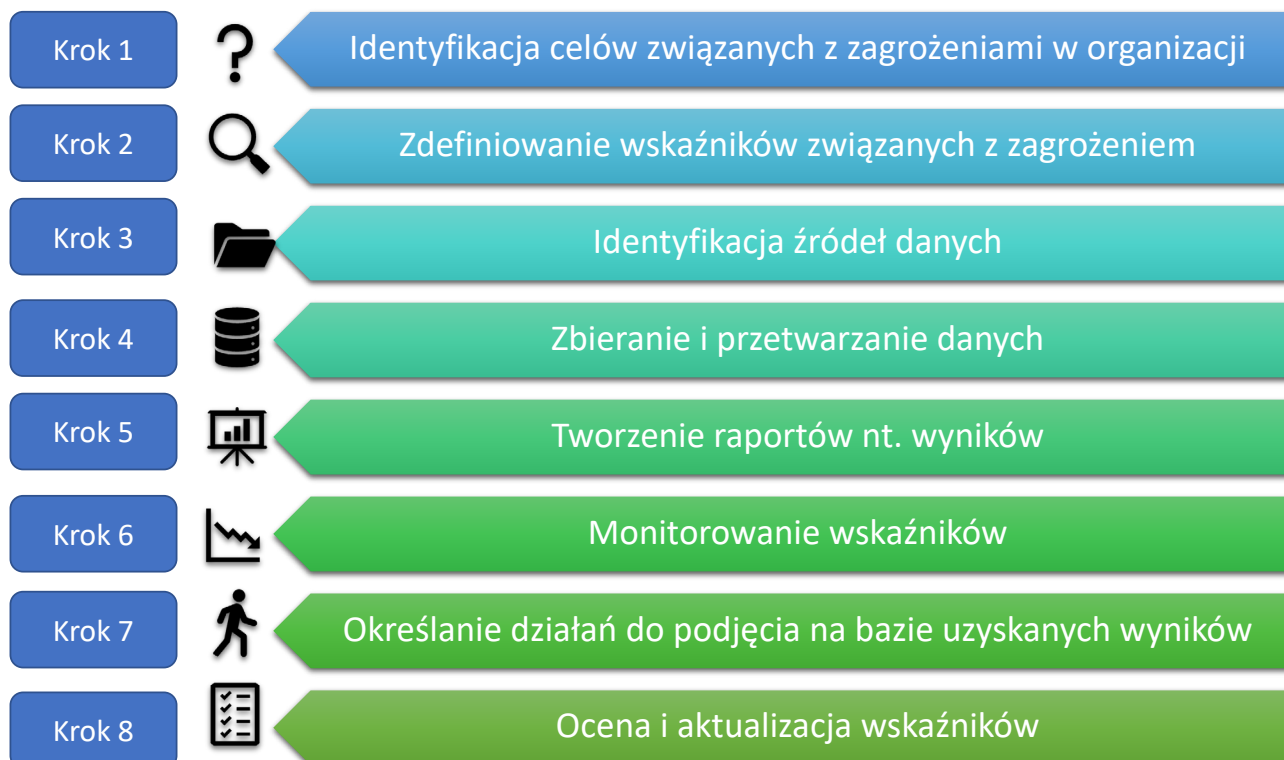 Krok 1
Identyfikacja celów związanych z zagrożeniami w organizacji
Krok 2
Zdefiniowanie wskaźników związanych z zagrożeniem
Krok 3
Identyfikacja źródeł danych
Krok 4
Zbieranie i przetwarzanie danych
Krok 5
Tworzenie raportów nt. wyników
Krok 6
Monitorowanie wskaźników
Krok 7
Określanie działań do podjęcia na bazie uzyskanych wyników
Krok 8
Ocena i aktualizacja wskaźników